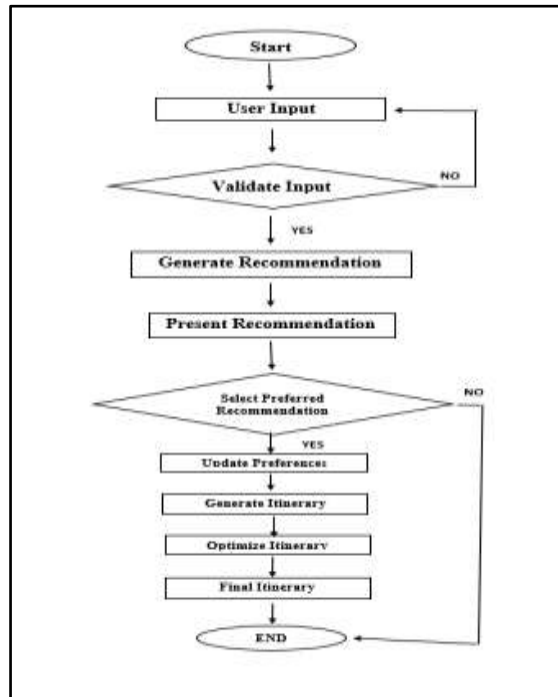 Start
User Input
Validate Input
NO
YES
Generate Recommendation
Present Recommendation
Select Preferred
Recommendation
NO
YES
Update Preferences
Generate Itinerary
Optimize Itinerary
Final Itinerary
END